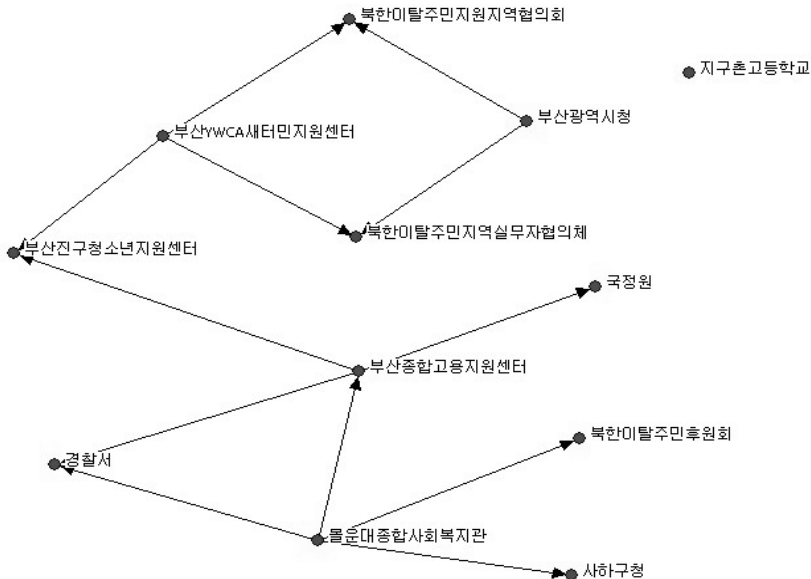 북한이탈주민지원지역협의회
지구촌고등학교
부산YWCA새터민지원센터
부산광역시청
부산진구청소년지원센터
북한이탈주민지역실무자협의체
국정원
부산종합고용지원센터
북한이탈주민후원회
경찰서
몰운대종합사회복지관
사하구청